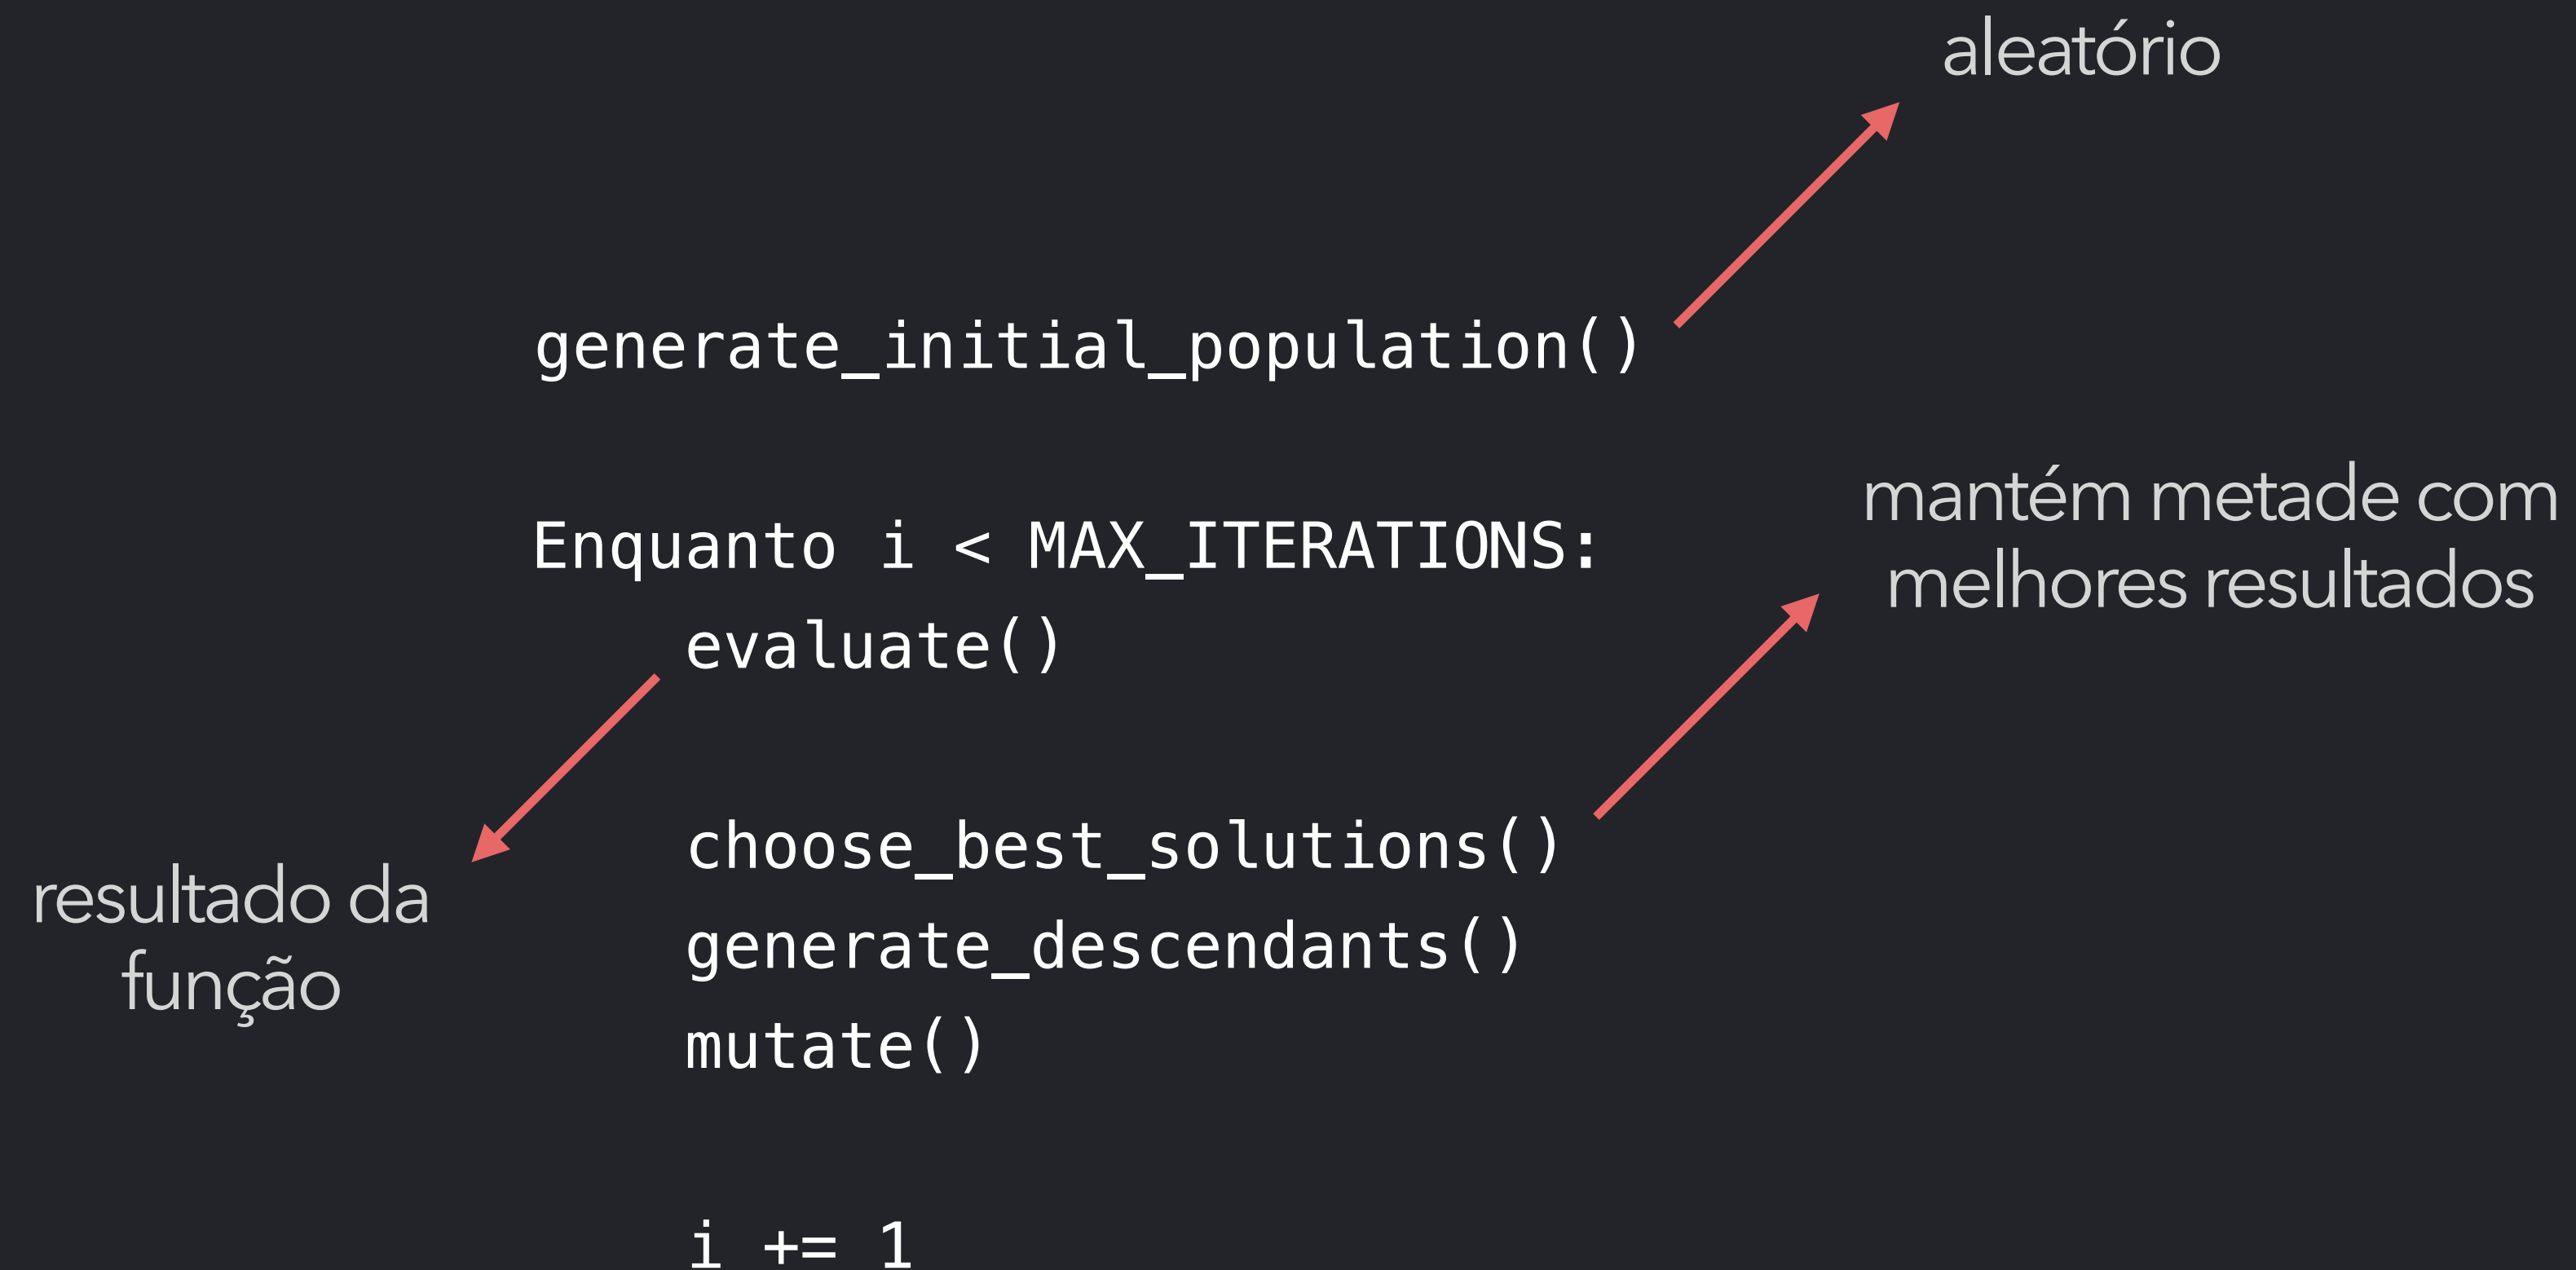 aleatório
generate_initial_population()
Enquanto i < MAX_ITERATIONS:
mantém metade com
melhores resultados
evaluate()
choose_best_solutions()
resultado da
função
generate_descendants()
mutate()
i += 1